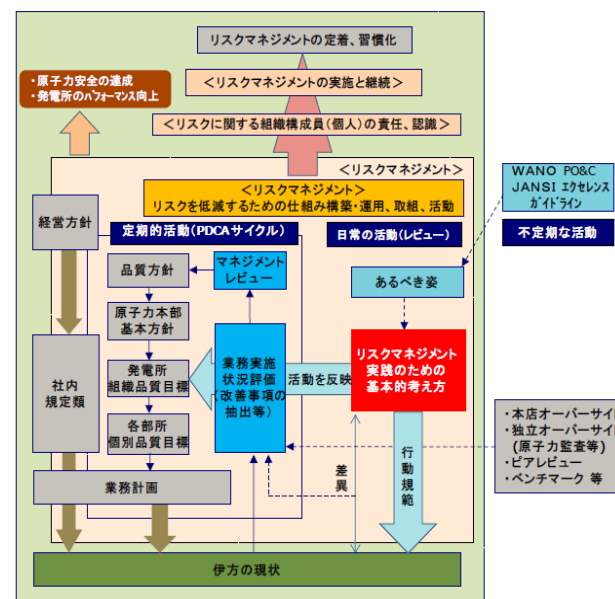 リスクマネジメントの定着、習慣化
・原子力安全の達成
・発電所のパフォーマンス向上
＜リスクマネジメントの実施と継続＞
＜リスクに関する組織構成員(個人)の責任、認識＞
＜リスクマネジメント＞
＜リスクマネジメント＞
リスクを低減するための仕組み構築・運用、取組、活動
WANO PO&C
JANSI エクセレンス
ガイドライン
経営方針
定期的活動(PDCAサイクル)
日常の活動(レビュー)
不定期な活動
品質方針
マネジメント
レビュー
あるべき姿
原子力本部
基本方針
業務実施
状況評価
(改善事項の
抽出等)
リスクマネジメント
実践のための
基本的考え方
発電所
組織品質目標
活動を反映
社内
規定類
各部所
個別品質目標
・本店オーバーサイ
・独立オーバーサイ
(原子力監査等)
・ピアレビュー
・ベンチマーク 等
業務計画
差異
行動規範
伊方の現状